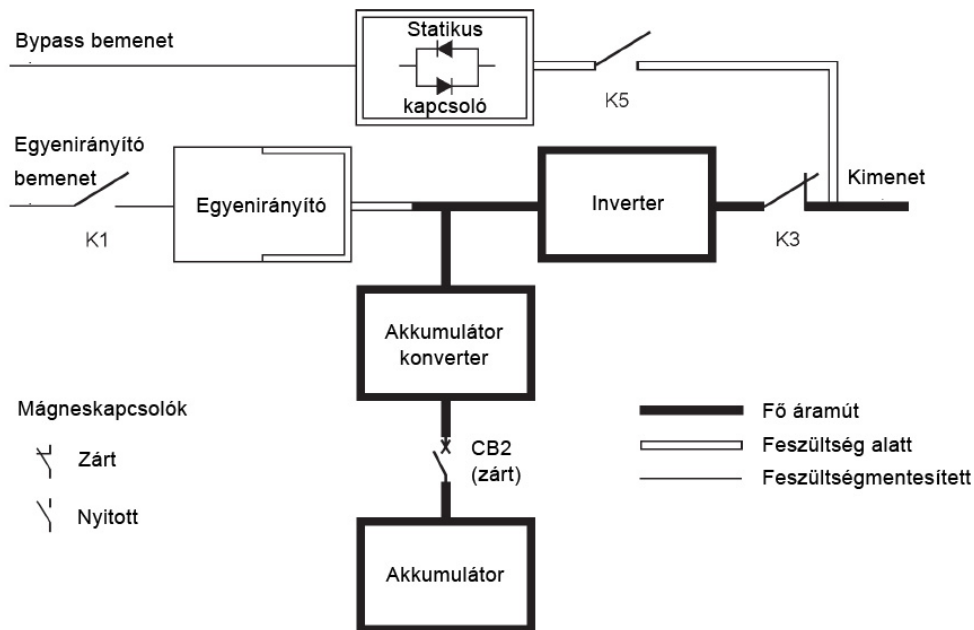 Bypass bemenet
Statikus
kapcsoló
K5
Egyenirányító
bemenet
K1
Egyenirányító
Inverter
Kimenet
K3
Akkumulátor
konverter
Mágneskapcsolók
Zárt
Nyitott
CB2
(zárt)
Fő áramút
Feszültség alatt
Feszültségmentesített
Akkumulátor